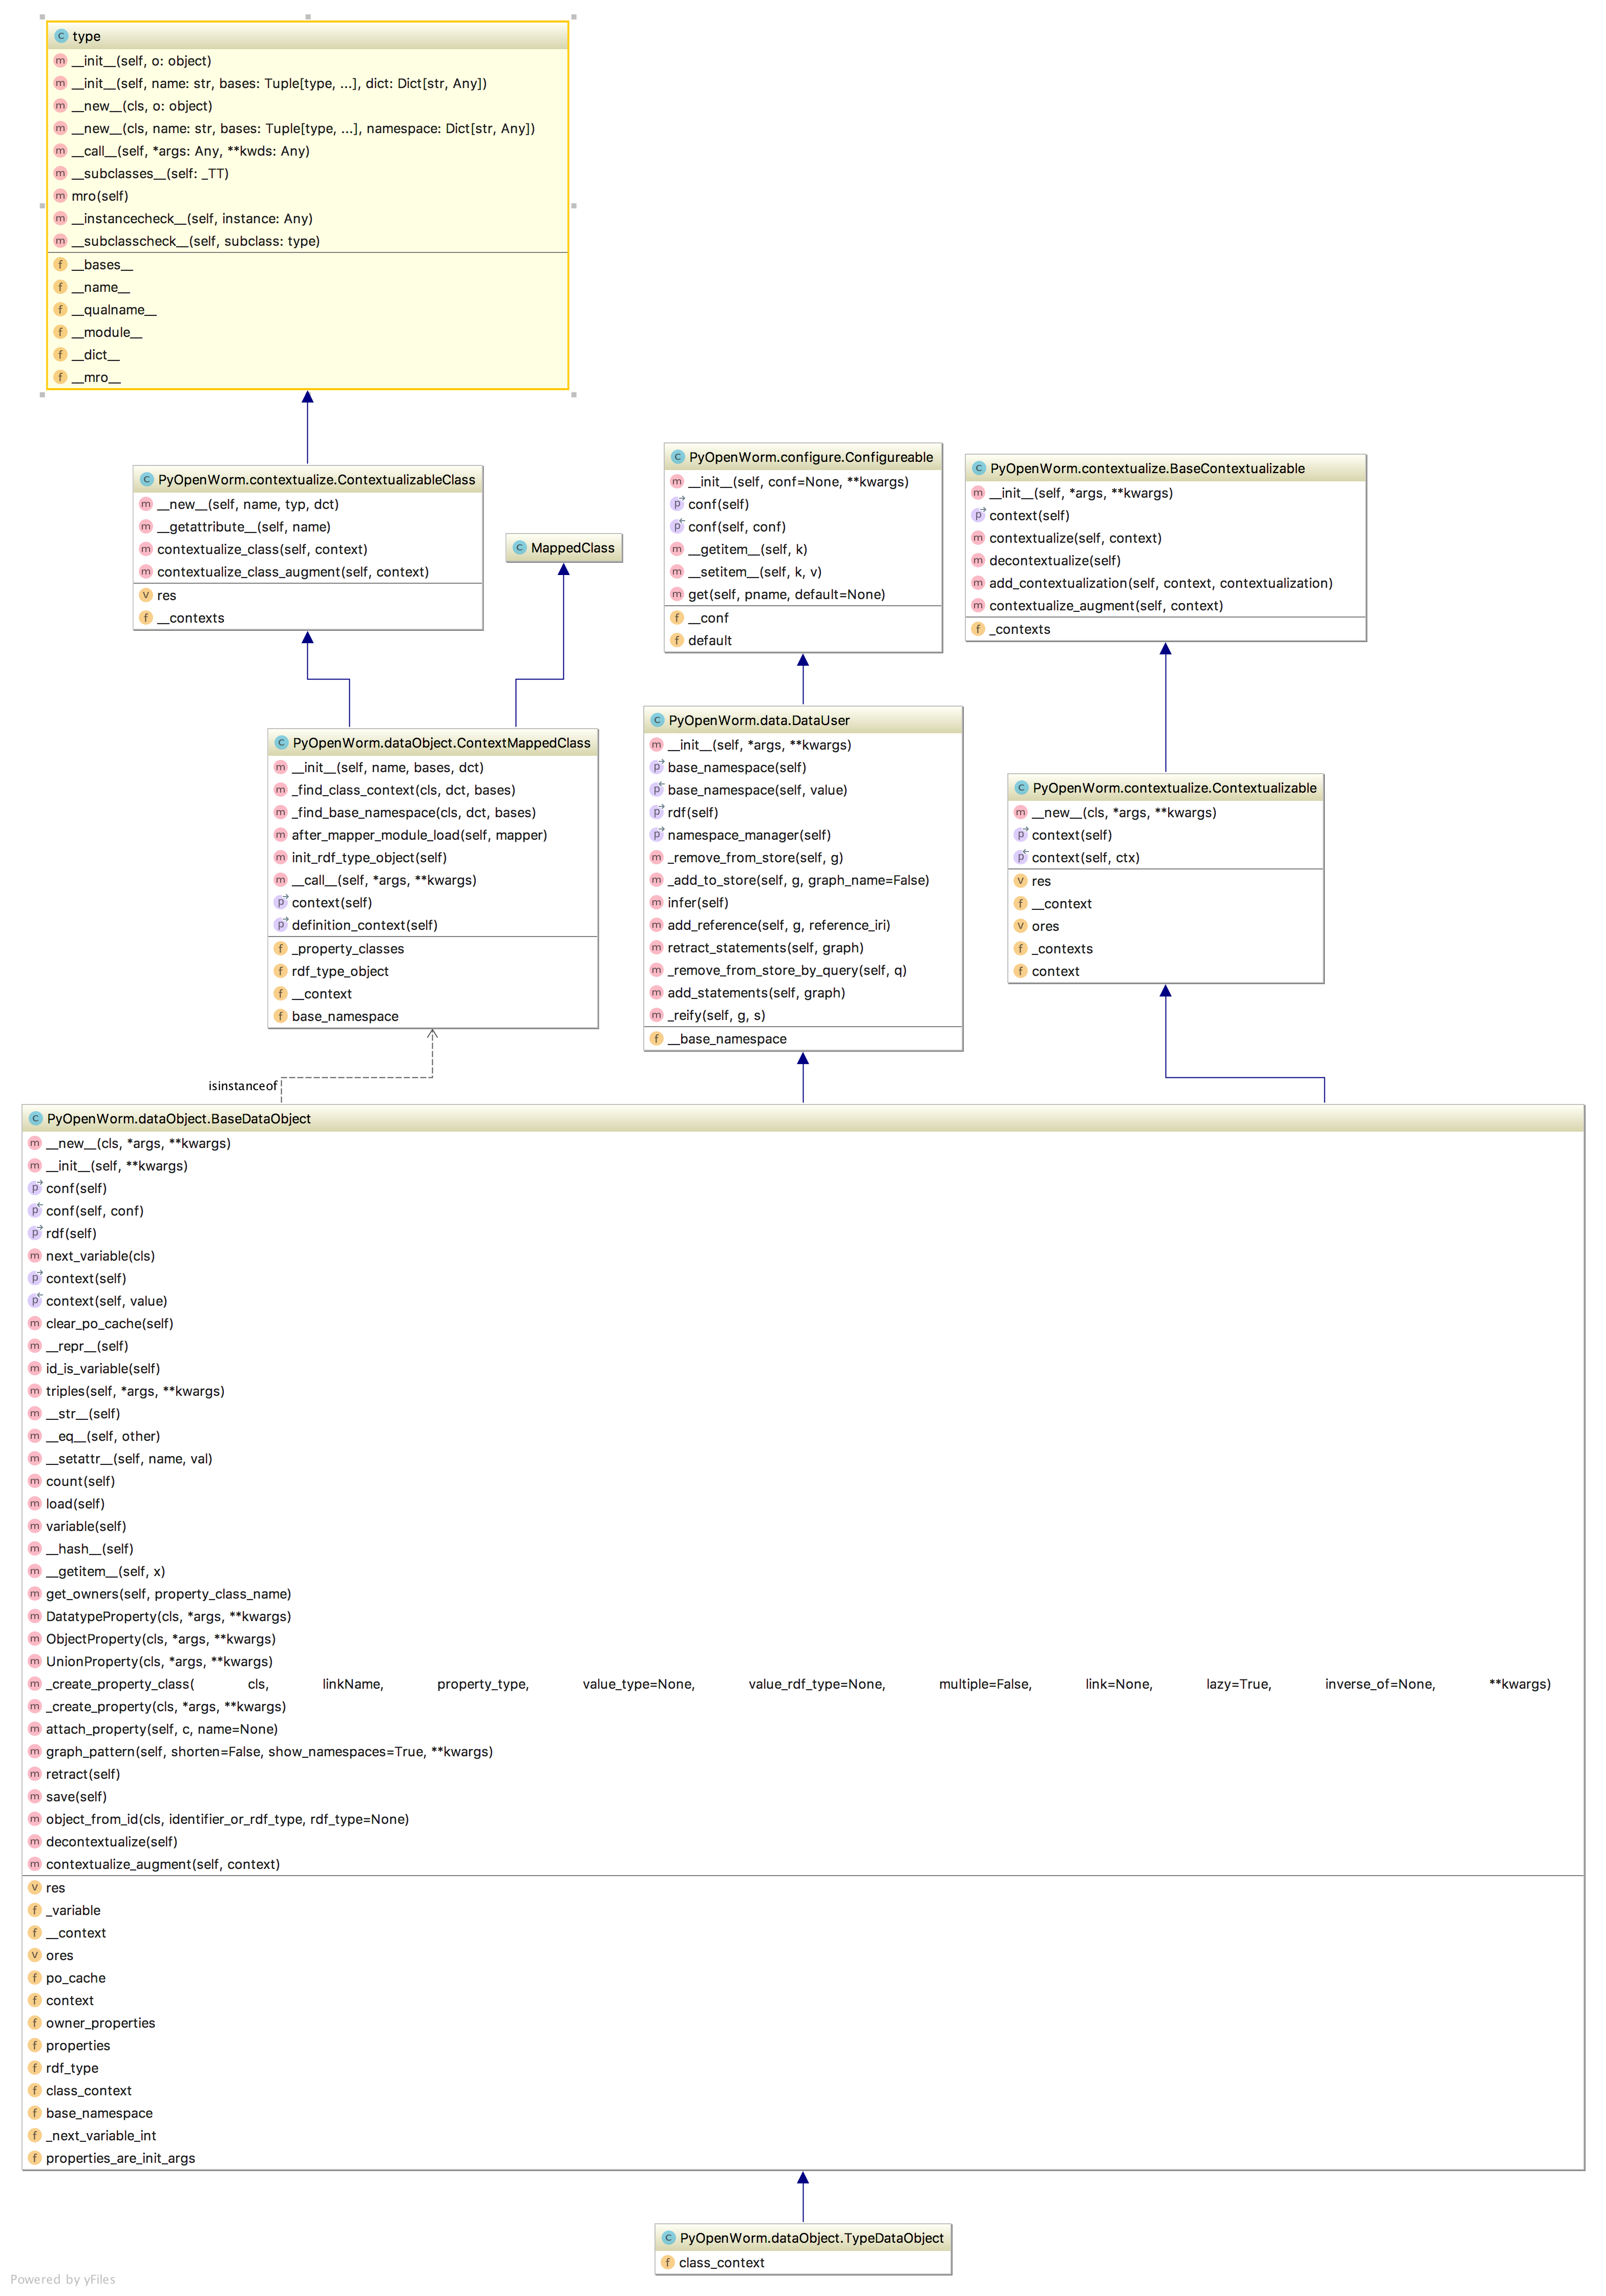 type
__init__(self, o: object)
__init__(self, name: str, bases: Tuple[type, ...], dict: Dict[str, Any])
__new__(cls, o: object)
__new__(cls, name: str, bases: Tuple[type, ...], namespace: Dict[str, Any])
__call__(self, *args: Any, **kwds: Any)
__subclasses__(self: _TT)
mro(self)
__instancecheck__(self, instance: Any)
__subclasscheck__(self, subclass: type)
__bases__
__name__
__qualname__
__module__
__dict__
__mro__
PyOpenWorm.contextualize.ContextualizableClass
__new__(self, name, typ, dct)
__getattribute__(self, name)
contextualize_class(self, context)
contextualize_class_augment(self, context)
res
__contexts
MappedClass
PyOpenWorm.configure.Configureable
__init__(self, conf=None, **kwargs)
conf(self)
conf(self, conf)
__getitem__(self, k)
__setitem__(self, k, v)
get(self, pname, default=None)
__conf
default
PyOpenWorm.contextualize.BaseContextualizable
__init__(self, *args, **kwargs)
context(self)
contextualize(self, context)
decontextualize(self)
add_contextualization(self, context, contextualization)
contextualize_augment(self, context)
_contexts
PyOpenWorm.dataObject.ContextMappedClass
__init__(self, name, bases, dct)
_find_class_context(cls, dct, bases)
_find_base_namespace(cls, dct, bases)
after_mapper_module_load(self, mapper)
init_rdf_type_object(self)
__call__(self, *args, **kwargs)
context(self)
definition_context(self)
_property_classes
rdf_type_object
__context
base_namespace
PyOpenWorm.data.DataUser
__init__(self, *args, **kwargs)
base_namespace(self)
base_namespace(self, value)
rdf(self)
namespace_manager(self)
_remove_from_store(self, g)
_add_to_store(self, g, graph_name=False)
infer(self)
add_reference(self, g, reference_iri)
retract_statements(self, graph)
_remove_from_store_by_query(self, q)
add_statements(self, graph)
_reify(self, g, s)
__base_namespace
PyOpenWorm.contextualize.Contextualizable
__new__(cls, *args, **kwargs)
context(self)
context(self, ctx)
res
__context
ores
_contexts
context
isinstanceof
PyOpenWorm.dataObject.BaseDataObject
__new__(cls, *args, **kwargs)
__init__(self, **kwargs)
conf(self)
conf(self, conf)
rdf(self)
next_variable(cls)
context(self)
context(self, value)
clear_po_cache(self)
__repr__(self)
id_is_variable(self)
triples(self, *args, **kwargs)
__str__(self)
__eq__(self, other)
__setattr__(self, name, val)
count(self)
load(self)
variable(self)
__hash__(self)
__getitem__(self, x)
get_owners(self, property_class_name)
DatatypeProperty(cls, *args, **kwargs)
ObjectProperty(cls, *args, **kwargs)
UnionProperty(cls, *args, **kwargs)
_create_property_class( cls, linkName, property_type, value_type=None, value_rdf_type=None, multiple=False, link=None, lazy=True, inverse_of=None, **kwargs)
_create_property(cls, *args, **kwargs)
attach_property(self, c, name=None)
graph_pattern(self, shorten=False, show_namespaces=True, **kwargs)
retract(self)
save(self)
object_from_id(cls, identifier_or_rdf_type, rdf_type=None)
decontextualize(self)
contextualize_augment(self, context)
res
_variable
__context
ores
po_cache
context
owner_properties
properties
rdf_type
class_context
base_namespace
_next_variable_int
properties_are_init_args
PyOpenWorm.dataObject.TypeDataObject
class_context
Powered by yFiles